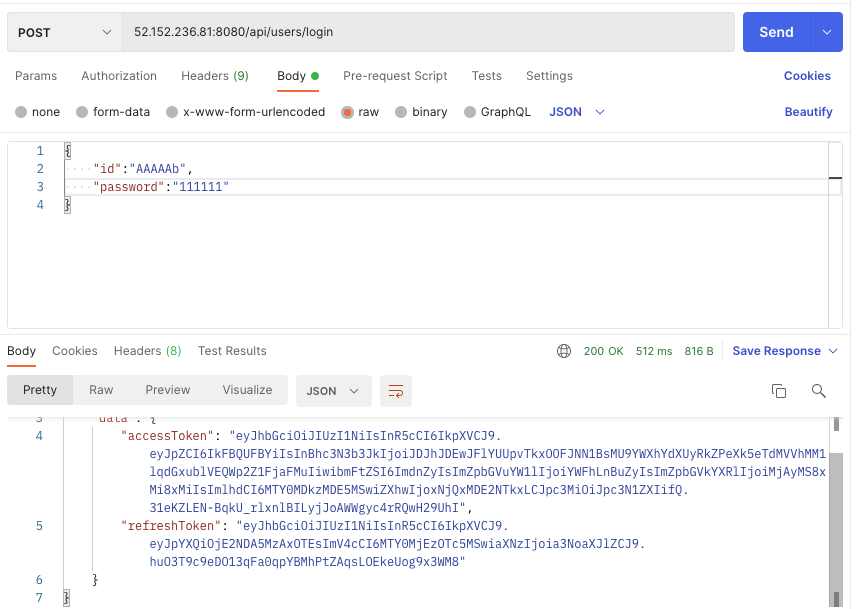 POST 52.152.236.81:8080/api/users/login Send
Params Authorization Headers (9) Body Pre-request Script Tests Settings Cookies
none form-data x-www-form-urlencoded raw binary GraphQL JSON Beautify
1 {
2 "id":"AAAAAb",
3 "password":"111111"
4 }
Body Cookies Headers (8) Test Results 200 OK 512 ms 816 B Save Response
Pretty Raw Preview Visualize JSON
3 "data": {
4 "accessToken": "eyJhbGciOiJIUzI1NiIsInR5cCI6IkpXVCJ9.
eyJpZCI6IkFBQUFBYiIsInBhc3N3b3JkIjoiJDJhJDEwJFlYUUpvTkxOOFJNN1BsMU9YWXhYdXUyRkZPeXk5eTdMVVhMM1
lqdGxublVEQWp2Z1FjaFMuIiwibmFtZSI6ImdnZyIsImZpbGVuYW1lIjoiYWFhLnBuZyIsImZpbGVkYXRlIjoiMjAyMS8x
Mi8xMiIsImlhdCI6MTY0MDkzMDE5MSwiZXhwIjoxNjQxMDE2NTkxLCJpc3MiOiJpc3N1ZXIifQ.
31eKZLEN-BqkU_rlxnlBILyjJoAWWgyc4rRQwH29UhI",
5 "refreshToken": "eyJhbGciOiJIUzI1NiIsInR5cCI6IkpXVCJ9.
eyJpYXQiOjE2NDA5MzAxOTEsImV4cCI6MTY0MjEzOTc5MSwiaXNzIjoia3NoaXJlZCJ9.
huO3T9c9eDO13qFa0qpYBMhPtZAqsLOEkeUog9x3WM8"
6 }
7 }